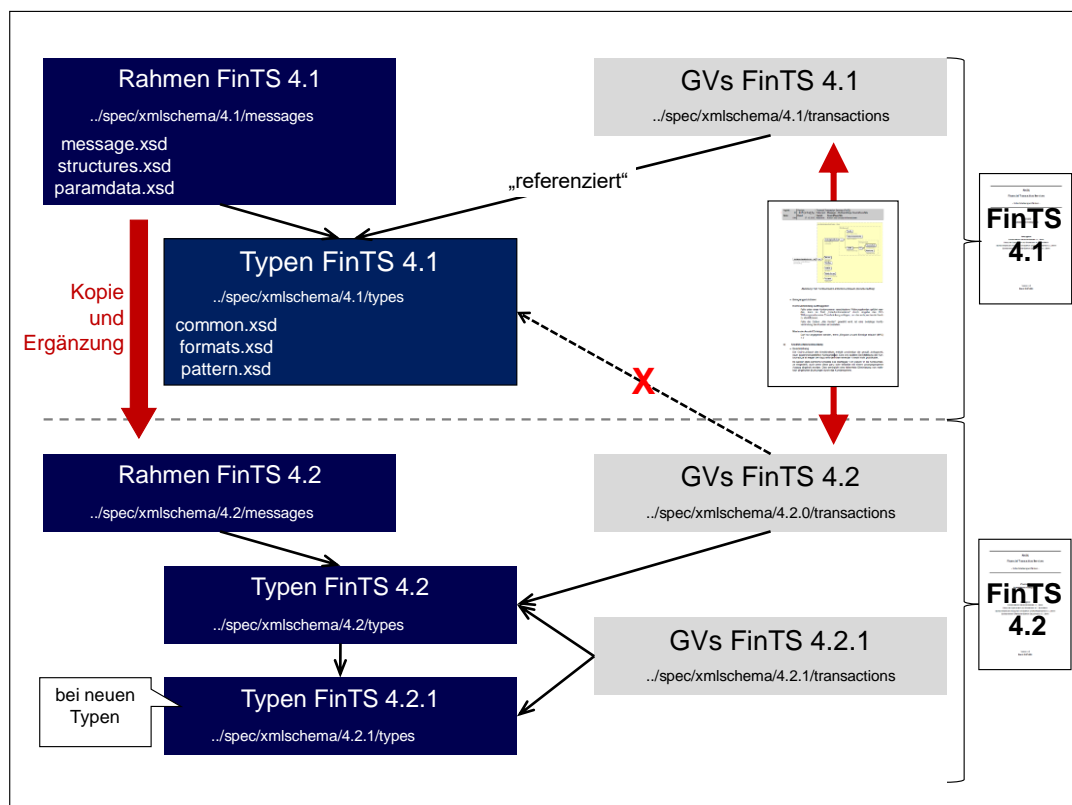 Rahmen FinTS 4.1
../spec/xmlschema/4.1/messages
message.xsd
structures.xsd
paramdata.xsd
GVs FinTS 4.1
../spec/xmlschema/4.1/transactions
„referenziert“
Typen FinTS 4.1
../spec/xmlschema/4.1/types
common.xsd
formats.xsd
pattern.xsd
Kopie
und
Ergänzung
X
FinTS
4.1
Rahmen FinTS 4.2
../spec/xmlschema/4.2/messages
GVs FinTS 4.2
../spec/xmlschema/4.2.0/transactions
Typen FinTS 4.2
../spec/xmlschema/4.2/types
GVs FinTS 4.2.1
../spec/xmlschema/4.2.1/transactions
bei neuen
Typen
Typen FinTS 4.2.1
../spec/xmlschema/4.2.1/types
FinTS
4.2